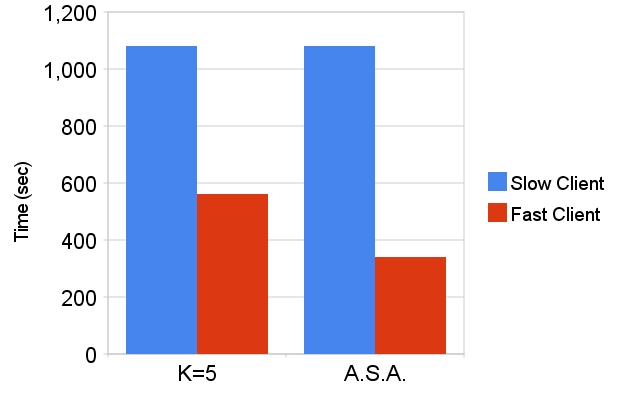 1,200
1,000
800
600
400
200
0
Time (sec)
K=5
A.S.A.
Slow Client
Fast Client